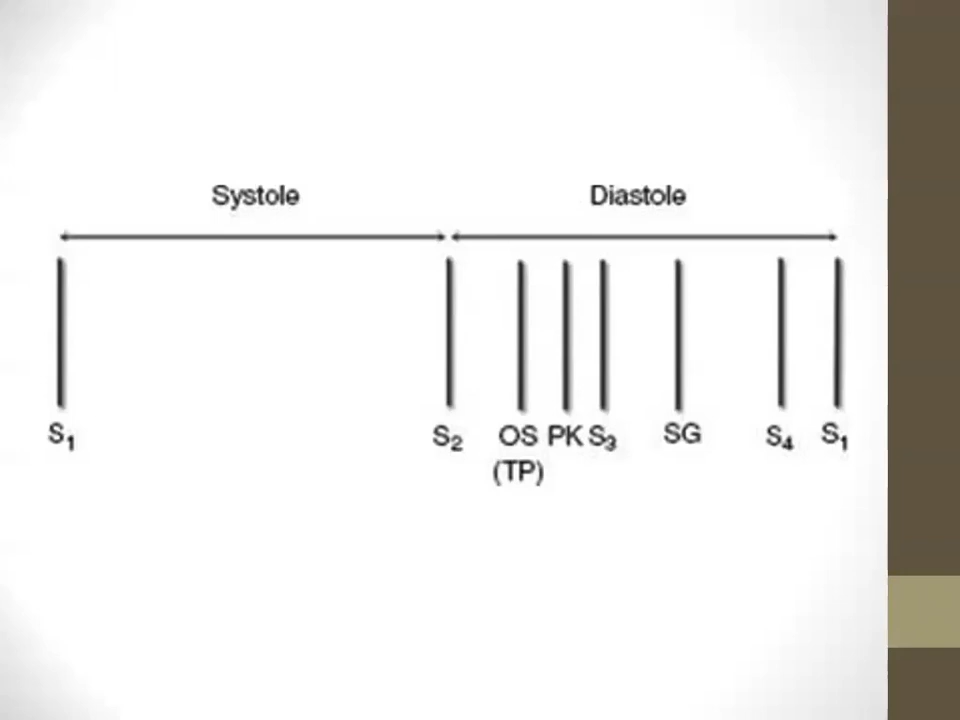 Systole Diastole
S₁ S₂ OS PK S₃ SG S₄ S₁
(TP)